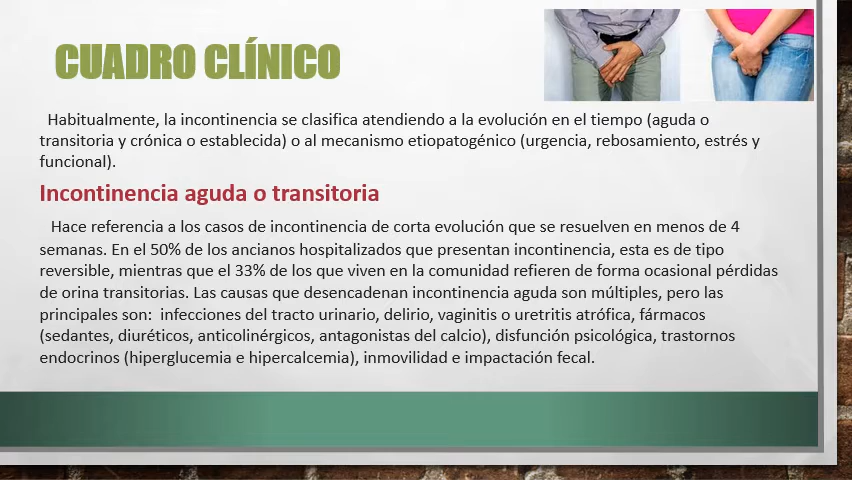 CUADRO CLÍNICO
Habitualmente, la incontinencia se clasifica atendiendo a la evolución en el tiempo (aguda o
transitoria y crónica o establecida) o al mecanismo etiopatogénico (urgencia, rebosamiento, estrés y
funcional).
Incontinencia aguda o transitoria
Hace referencia a los casos de incontinencia de corta evolución que se resuelven en menos de 4
semanas. En el 50% de los ancianos hospitalizados que presentan incontinencia, esta es de tipo
reversible, mientras que el 33% de los que viven en la comunidad refieren de forma ocasional pérdidas
de orina transitorias. Las causas que desencadenan incontinencia aguda son múltiples, pero las
principales son: infecciones del tracto urinario, delirio, vaginitis o uretritis atrófica, fármacos
(sedantes, diuréticos, anticolinérgicos, antagonistas del calcio), disfunción psicológica, trastornos
endocrinos (hiperglucemia e hipercalcemia), inmovilidad e impactación fecal.